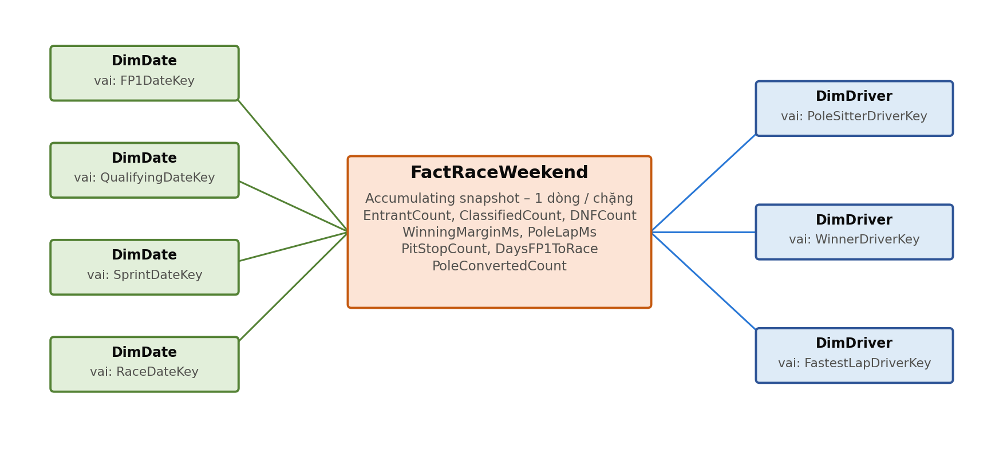 DimDate
vai: FP1DateKey
DimDate
vai: QualifyingDateKey
DimDate
vai: SprintDateKey
DimDate
vai: RaceDateKey
FactRaceWeekend
Accumulating snapshot – 1 dòng / chặng
EntrantCount, ClassifiedCount, DNFCount
WinningMarginMs, PoleLapMs
PitStopCount, DaysFP1ToRace
PoleConvertedCount
DimDriver
vai: PoleSitterDriverKey
DimDriver
vai: WinnerDriverKey
DimDriver
vai: FastestLapDriverKey